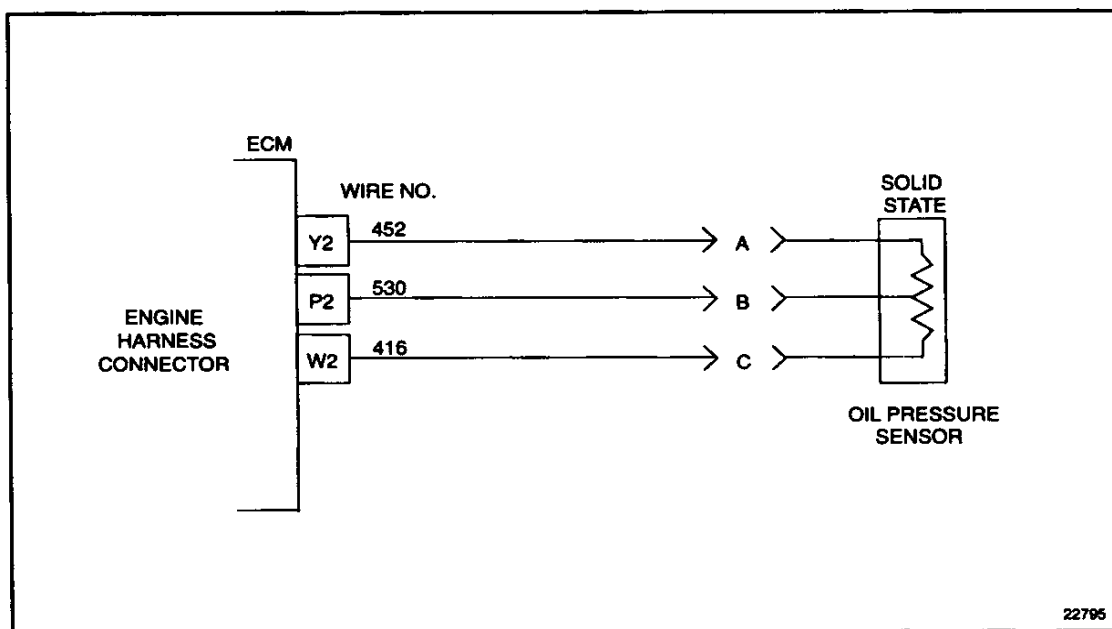 ECM
WIRE NO.
SOLID
STATE
Y2
452
A
P2
530
B
W2
416
C
ENGINE
HARNESS
CONNECTOR
OIL PRESSURE
SENSOR
22795